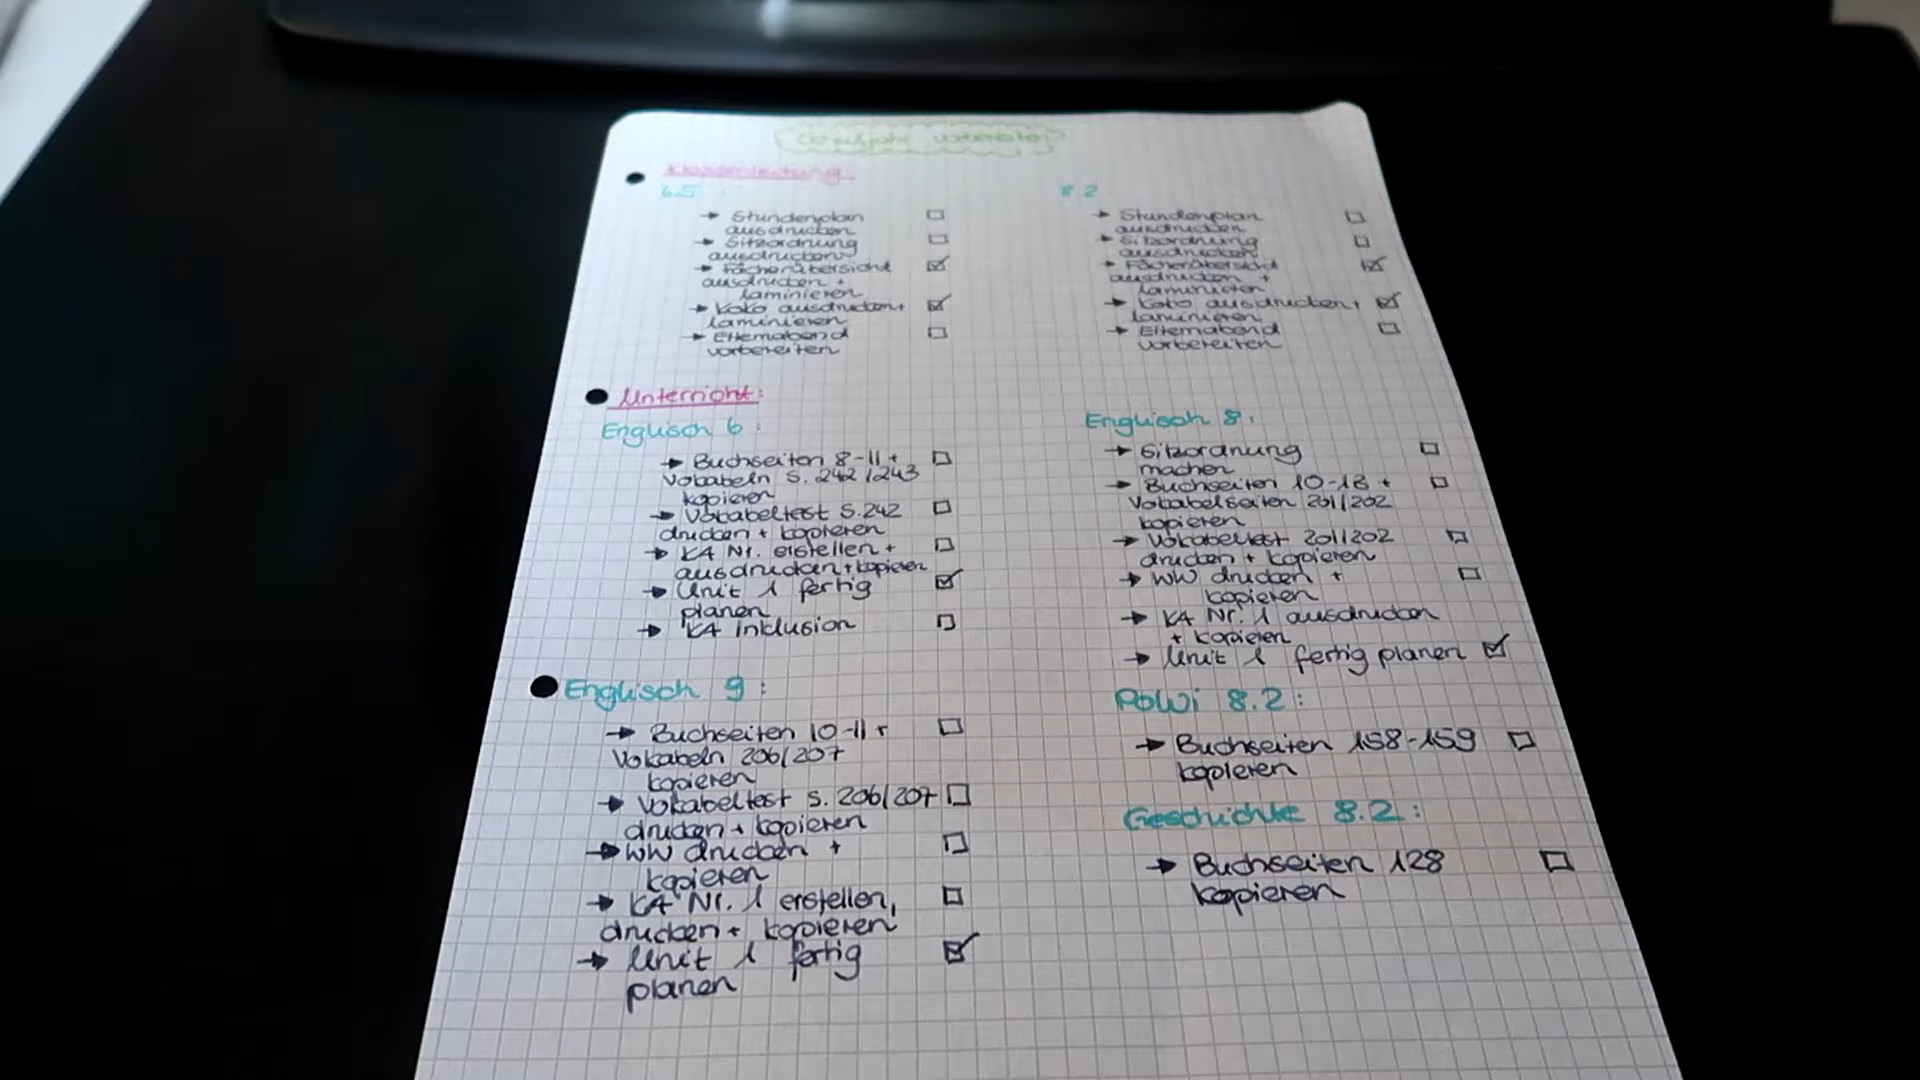 Schuljahr vorbereiten
Klassenleitung:
6.5
→ Stundenplan
ausdrucken
→ Sitzordnung
ausdrucken
→ Fächerübersicht
ausdrucken +
laminieren
→ Koko ausdrucken +
laminieren
→ Elternabend
vorbereiten
8.2
→ Stundenplan
ausdrucken
→ Sitzordnung
ausdrucken
→ Fächerübersicht
ausdrucken +
laminieren
→ Koko ausdrucken +
laminieren
→ Elternabend
vorbereiten
Unterricht:
Englisch 6:
→ Buchseiten 8-11 +
Vokabeln S. 242/243
kopieren
→ Vokabeltest S. 242
drucken + kopieren
→ KA Nr. erstellen +
ausdrucken + kopieren
→ Unit 1 fertig
planen
→ KA Inklusion
Englisch 8:
→ Sitzordnung
machen
→ Buchseiten 10-13 +
Vokabelseiten 201/202
kopieren
→ Vokabeltest 201/202
drucken + kopieren
→ WW drucken +
kopieren
→ KA Nr. 1 ausdrucken
+ kopieren
→ Unit 1 fertig planen
Englisch 9:
→ Buchseiten 10-11 +
Vokabeln 206/207
kopieren
→ Vokabeltest S. 206/207
drucken + kopieren
→ WW drucken +
kopieren
→ KA Nr. 1 erstellen,
drucken + kopieren
→ Unit 1 fertig
planen
PoWi 8.2:
→ Buchseiten 158-159
kopieren
Geschichte 8.2:
→ Buchseiten 128
kopieren